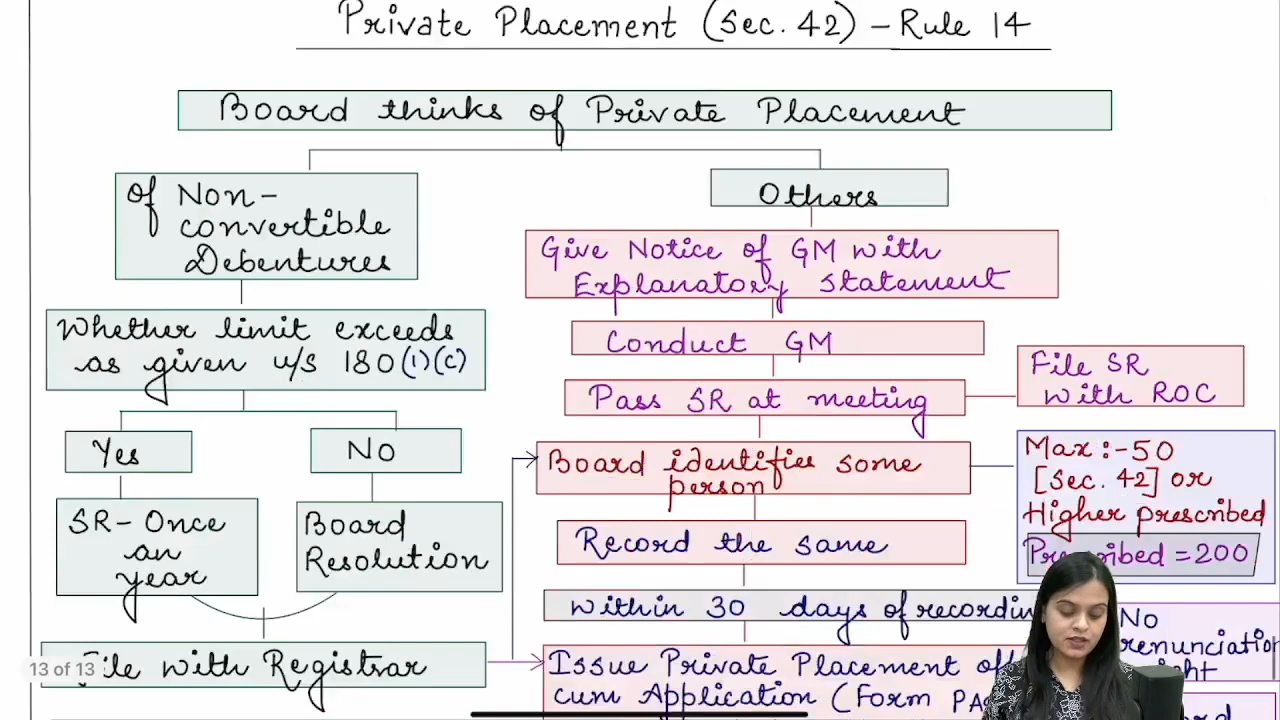 Private Placement (Sec. 42) – Rule 14
Board thinks of Private Placement
of Non-
convertible
Debentures
Whether limit exceeds
as given u/s 180(1)(c)
Yes
No
SR- Once
an
year
Board
Resolution
File with Registrar
13 of 13
Others
Give Notice of GM with
Explanatory Statement
Conduct GM
Pass SR at meeting
File SR
with ROC
Board identifies some
person
Max:-50
[Sec. 42] or
Higher prescribed
Prescribed = 200
Record the same
within 30 days of
Issue Private Placement
cum Application (Form
No
renunciation